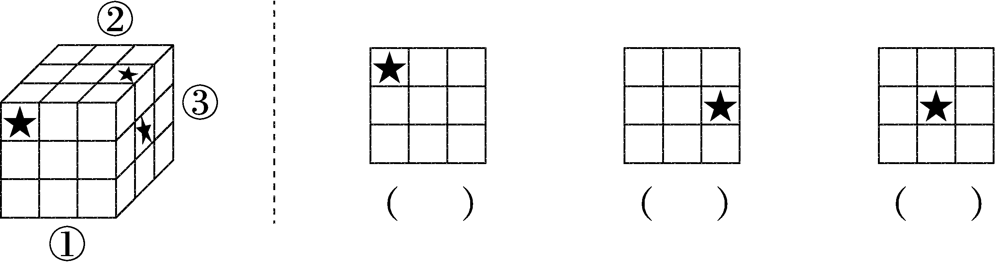 ②
③
①
( ) ( ) ( )